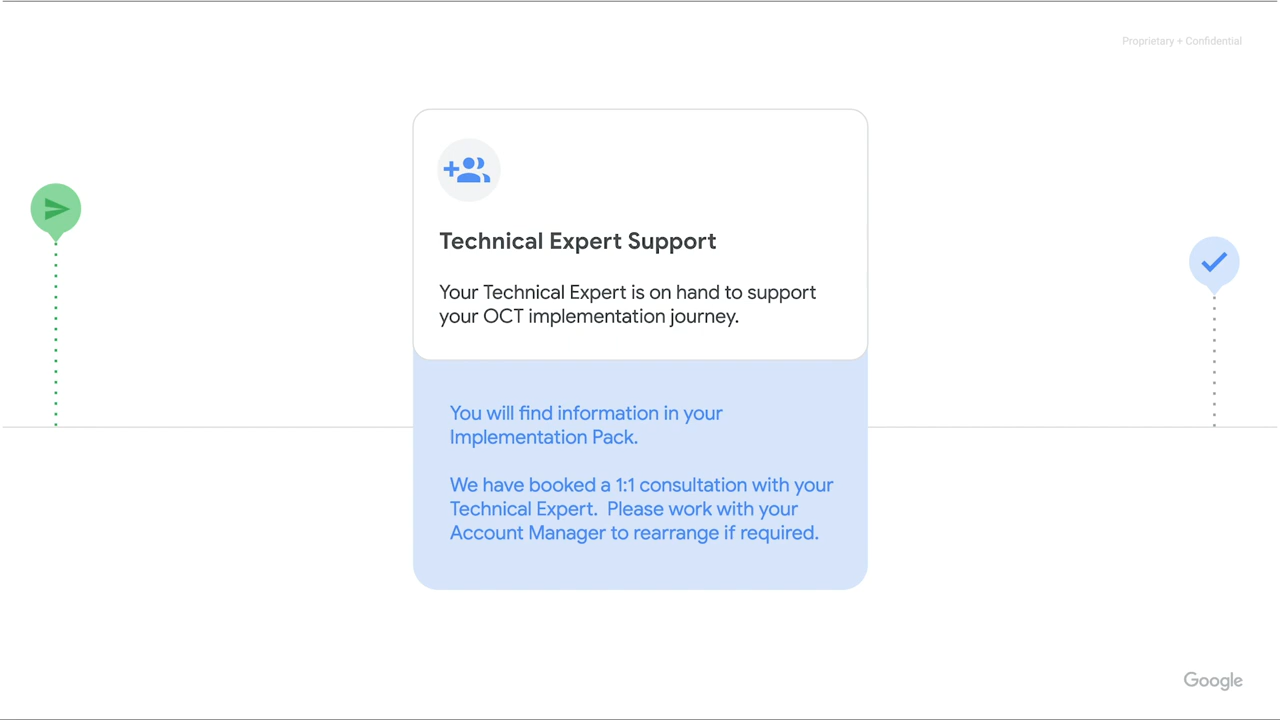 Proprietary + Confidential
Technical Expert Support
Your Technical Expert is on hand to support
your OCT implementation journey.
You will find information in your
Implementation Pack.
We have booked a 1:1 consultation with your
Technical Expert.  Please work with your
Account Manager to rearrange if required.
Google